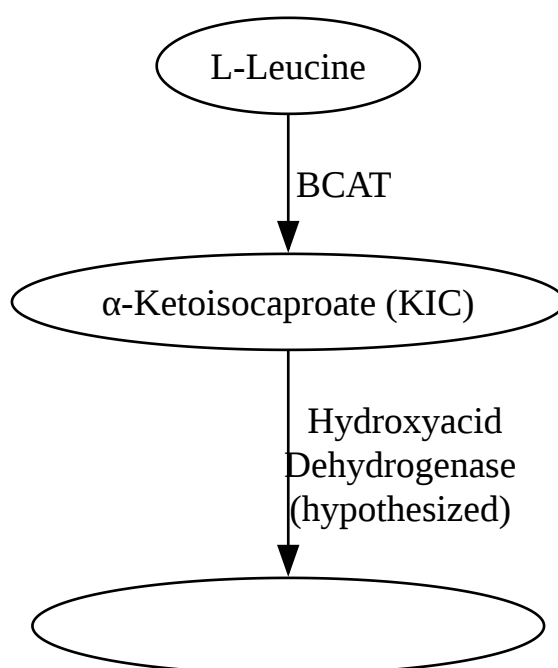 L-Leucine
BCAT
α-Ketoisocaproate (KIC)
Hydroxyacid
Dehydrogenase
(hypothesized)